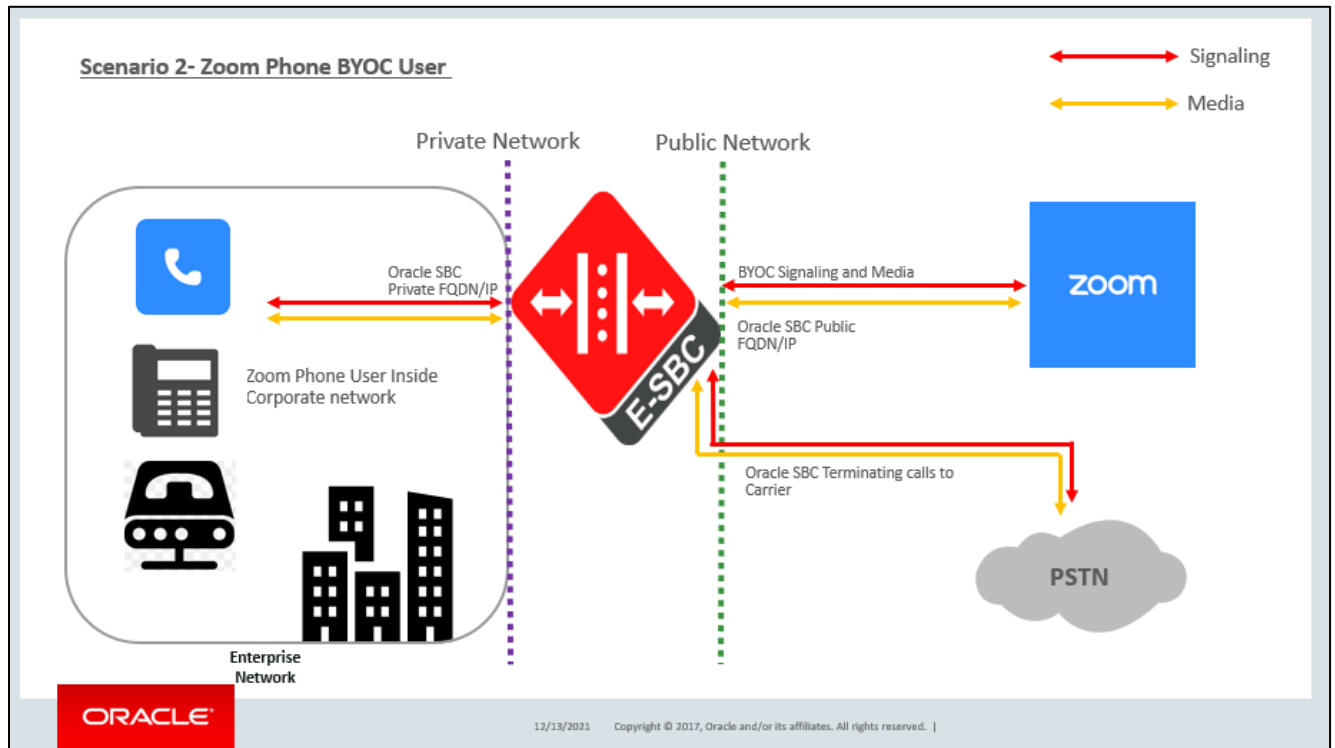 Scenario 2- Zoom Phone BYOC User
Signaling
Media
Private Network
Public Network
Oracle SBC
Private FQDN/IP
BYOC Signaling and Media
zoom
Oracle SBC Public
FQDN/IP
Zoom Phone User Inside
Corporate network
E-SBC
Oracle SBC Terminating calls to
Carrier
PSTN
Enterprise
Network
ORACLE®
12/13/2021 Copyright © 2017, Oracle and/or its affiliates. All rights reserved. |